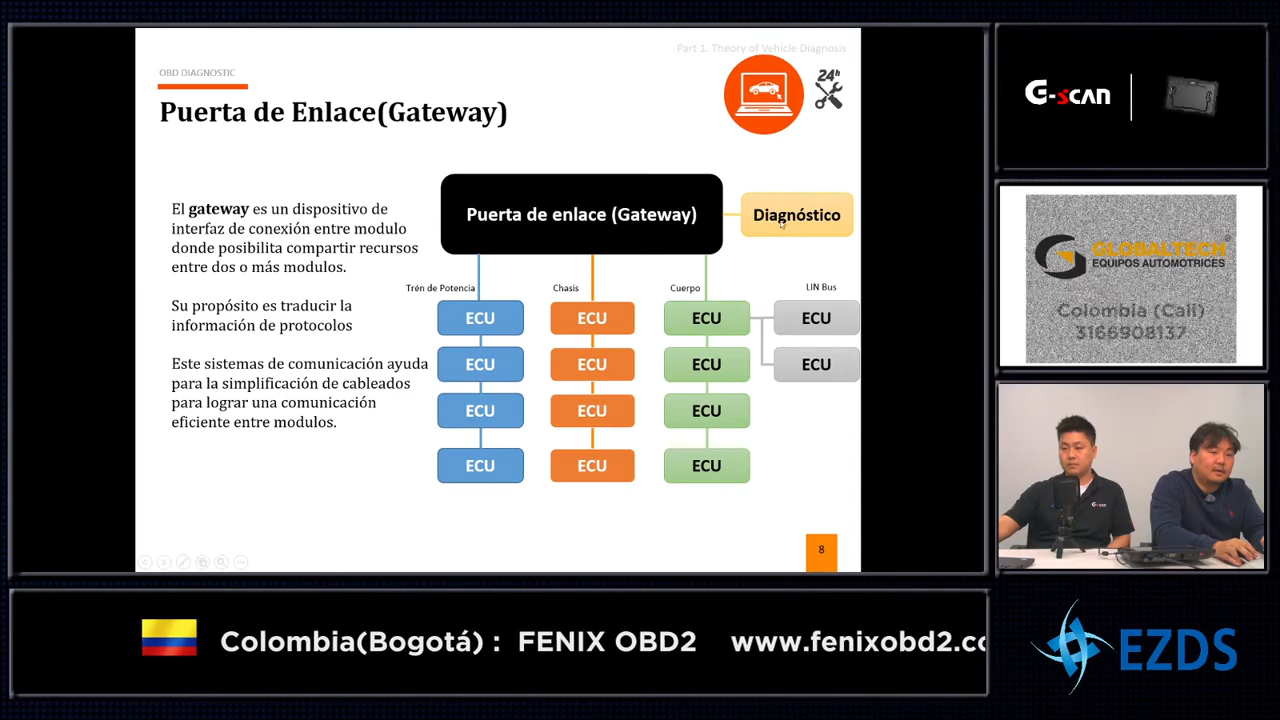 Part 1. Theory of Vehicle Diagnosis
OBD DIAGNOSTIC
24h
Puerta de Enlace(Gateway)
El gateway es un dispositivo de
interfaz de conexión entre modulo
donde posibilita compartir recursos
entre dos o más modulos.
Su propósito es traducir la
información de protocolos
Este sistemas de comunicación ayuda
para la simplificación de cableados
para lograr una comunicación
eficiente entre modulos.
Puerta de enlace (Gateway)
Diagnóstico
Trén de Potencia
Chasis
Cuerpo
LIN Bus
ECU ECU ECU ECU
ECU ECU ECU ECU
ECU ECU ECU
ECU ECU ECU
8
G-SCAN
GLOBALTECH
EQUIPOS AUTOMOTRICES
Colombia (Cali)
3166908137
G-SCAN
Colombia(Bogotá) : FENIX OBD2 www.fenixobd2.co
EZDS